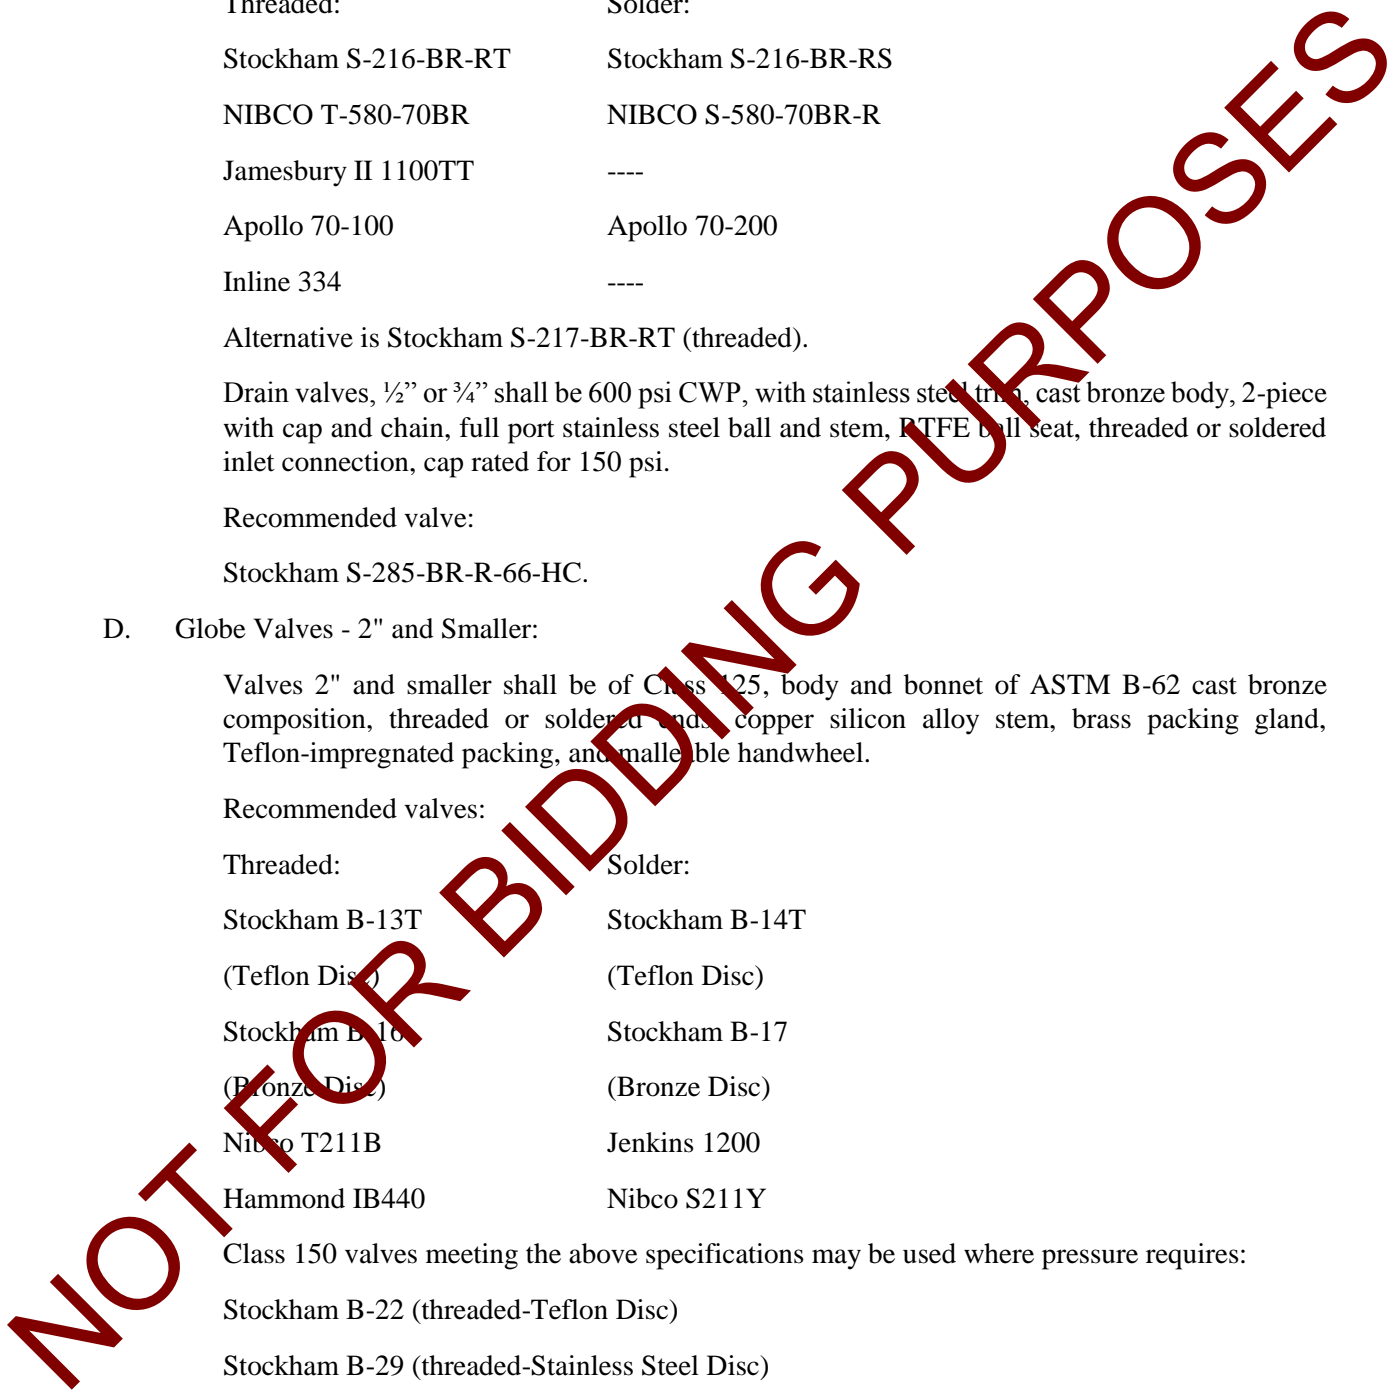 Threaded: Solder:
Stockham S-216-BR-RT Stockham S-216-BR-RS
NIBCO T-580-70BR NIBCO S-580-70BR-R
Jamesbury II 1100TT ----
Apollo 70-100 Apollo 70-200
Inline 334 ----
Alternative is Stockham S-217-BR-RT (threaded).
Drain valves, ½” or ¾” shall be 600 psi CWP, with stainless steel trim, cast bronze body, 2-piece
with cap and chain, full port stainless steel ball and stem, RTFE ball seat, threaded or soldered
inlet connection, cap rated for 150 psi.
Recommended valve:
Stockham S-285-BR-R-66-HC.
D. Globe Valves - 2" and Smaller:
Valves 2" and smaller shall be of Class 125, body and bonnet of ASTM B-62 cast bronze
composition, threaded or soldered ends, copper silicon alloy stem, brass packing gland,
Teflon-impregnated packing, and malleable handwheel.
Recommended valves:
Threaded: Solder:
Stockham B-13T Stockham B-14T
(Teflon Disc) (Teflon Disc)
Stockham B-16 Stockham B-17
(Bronze Disc) (Bronze Disc)
Nibco T211B Jenkins 1200
Hammond IB440 Nibco S211Y
Class 150 valves meeting the above specifications may be used where pressure requires:
Stockham B-22 (threaded-Teflon Disc)
Stockham B-29 (threaded-Stainless Steel Disc)
NOT FOR BIDDING PURPOSES